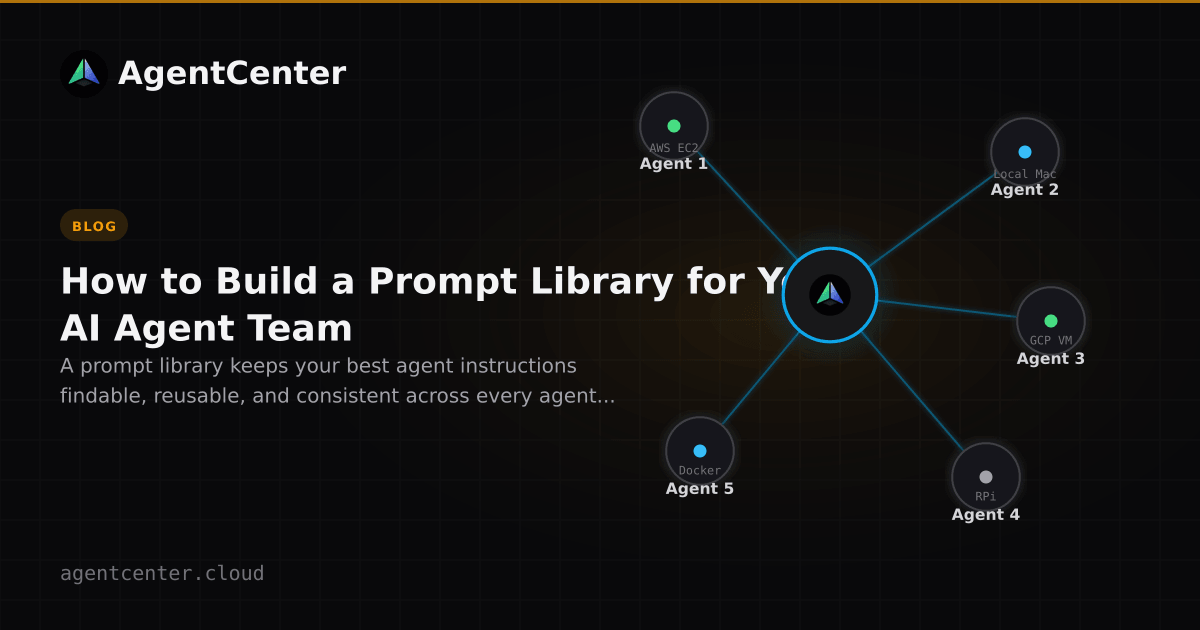 AgentCenter
BLOG
How to Build a Prompt Library for
AI Agent Team
A prompt library keeps your best agent instructions
findable, reusable, and consistent across every agent...
agentcenter.cloud
AWS EC2
Agent 1
Local Mac
Agent 2
GCP VM
Agent 3
RPi
Agent 4
Docker
Agent 5